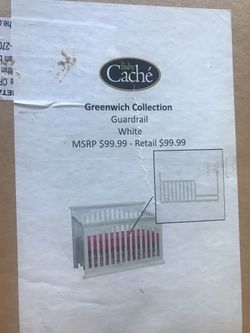 Baby
Caché
Greenwich Collection
Guardrail
White
MSRP $99.99 - Retail $99.99